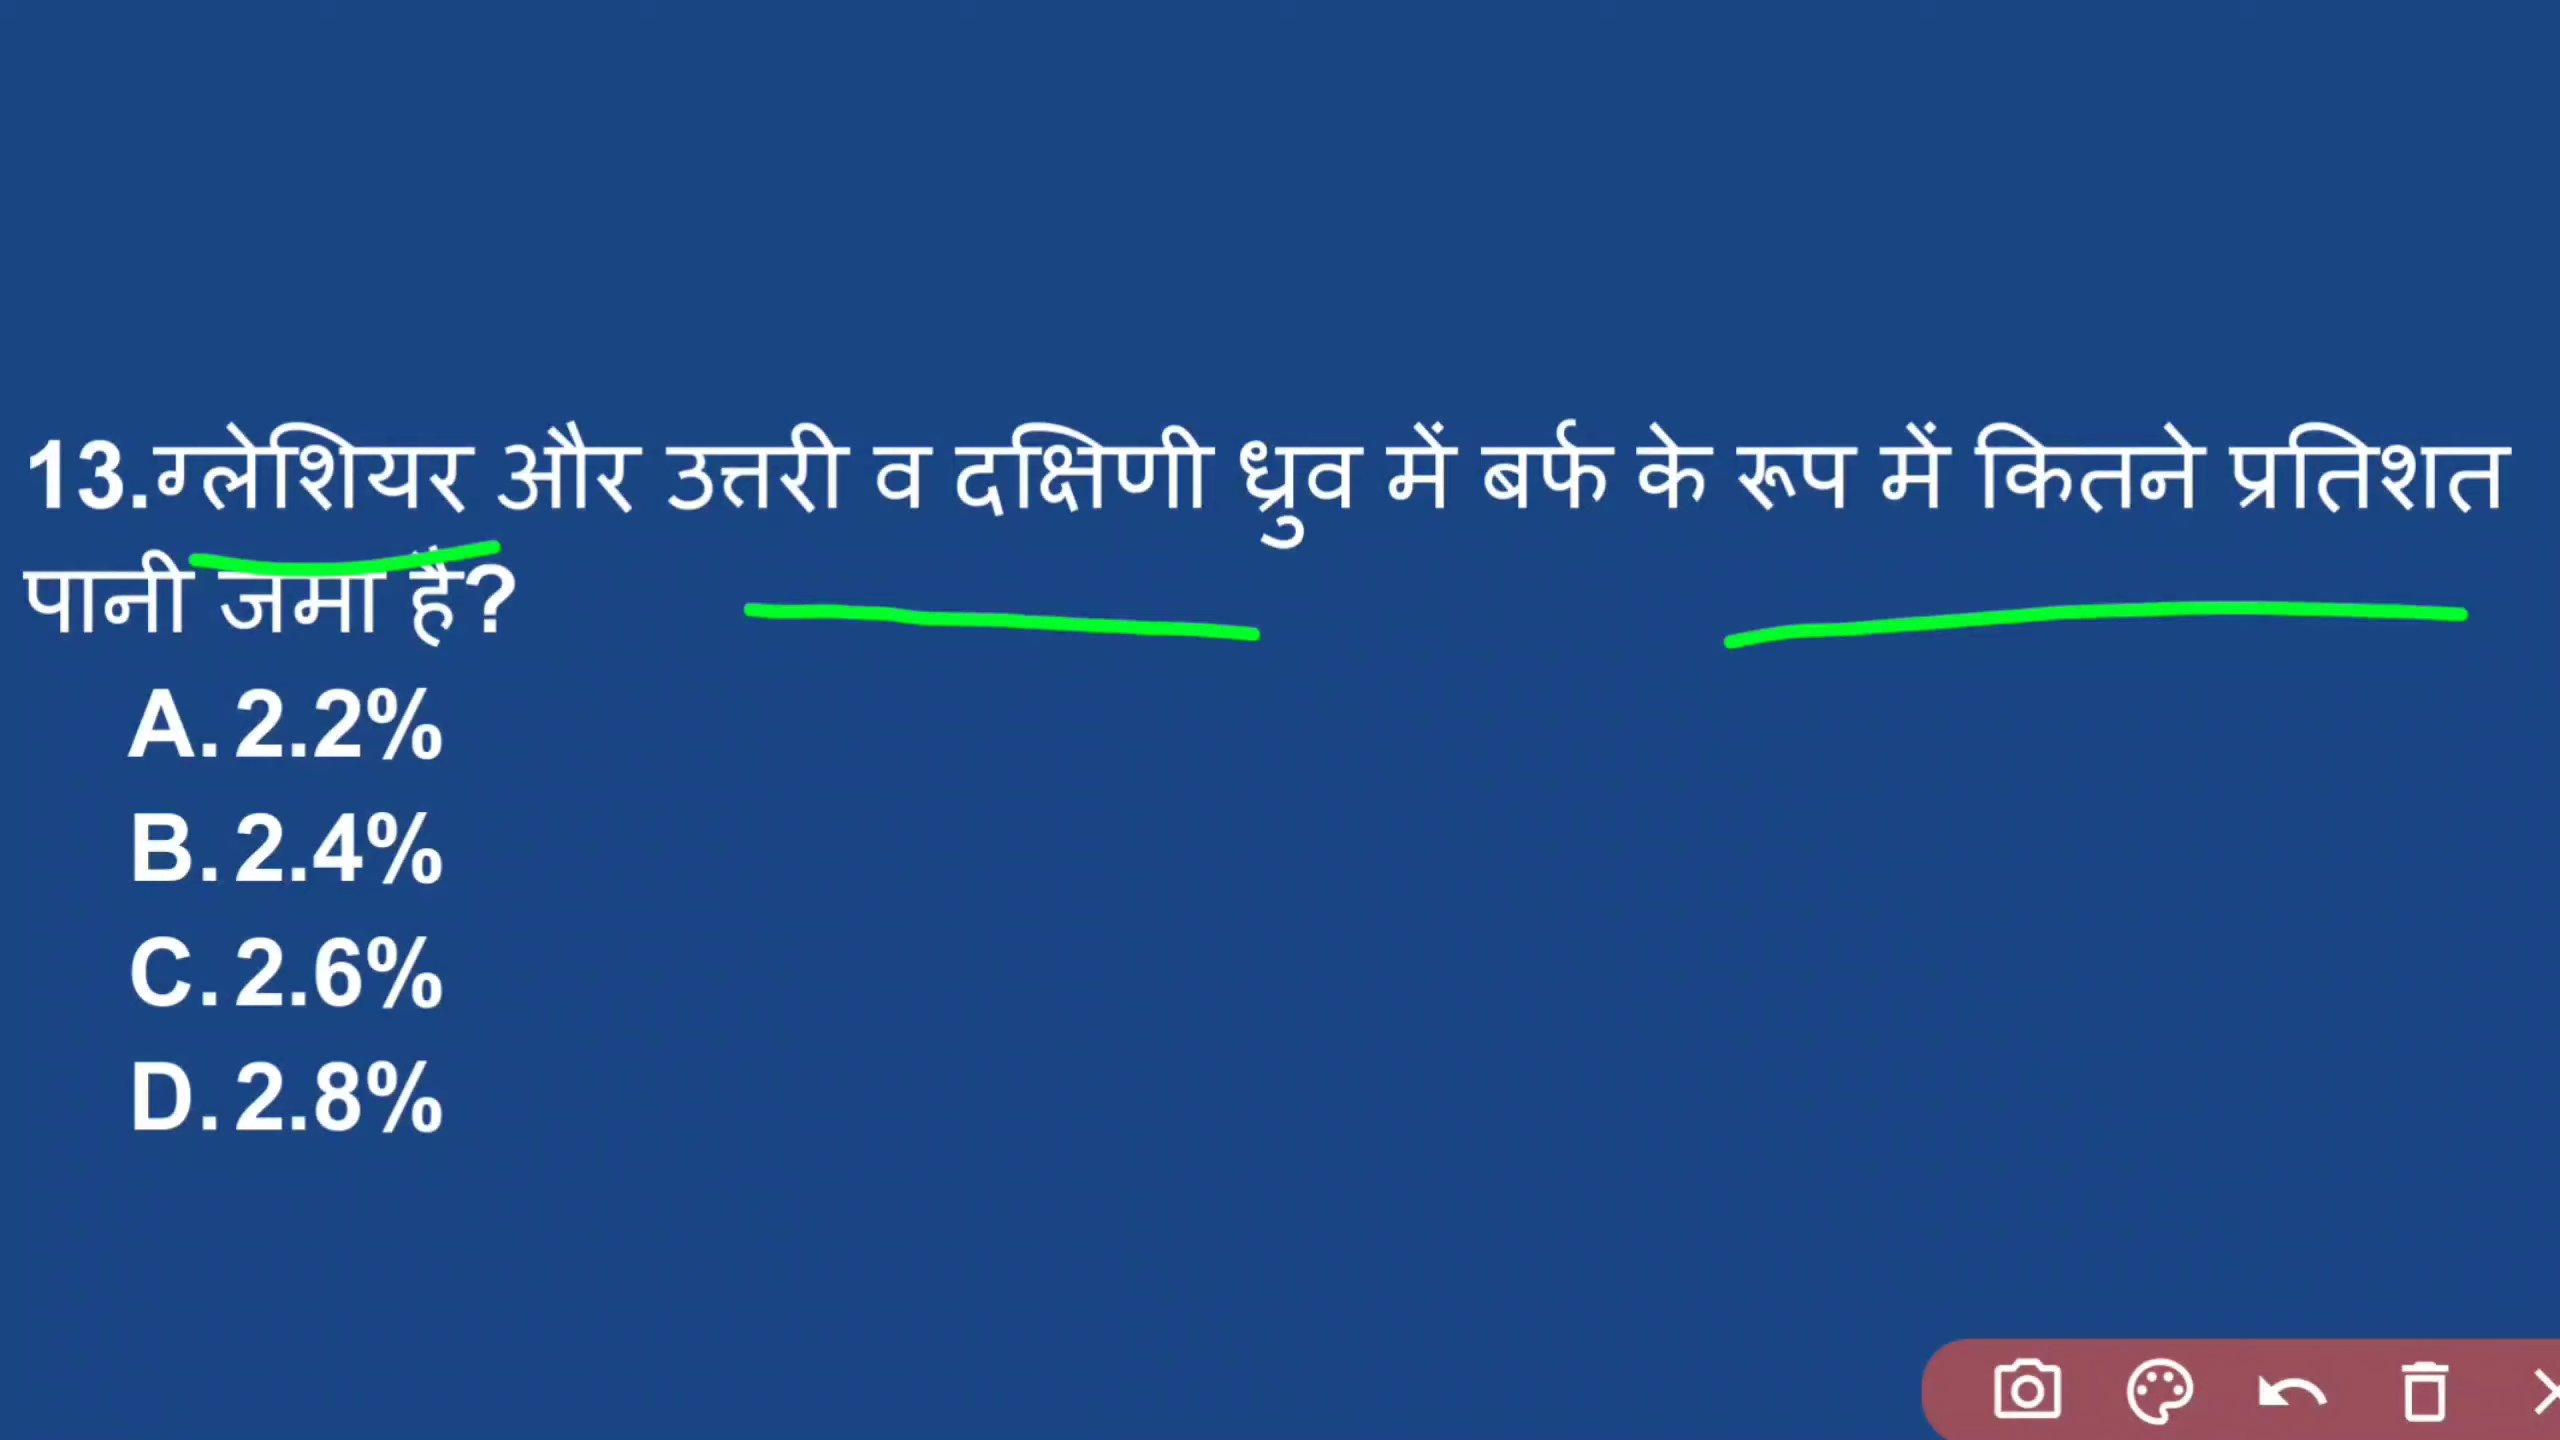 13.ग्लेशियर और उत्तरी व दक्षिणी ध्रुव में बर्फ के रूप में कितने प्रतिशत
पानी जमा है?
A. 2.2%
B. 2.4%
C. 2.6%
D. 2.8%